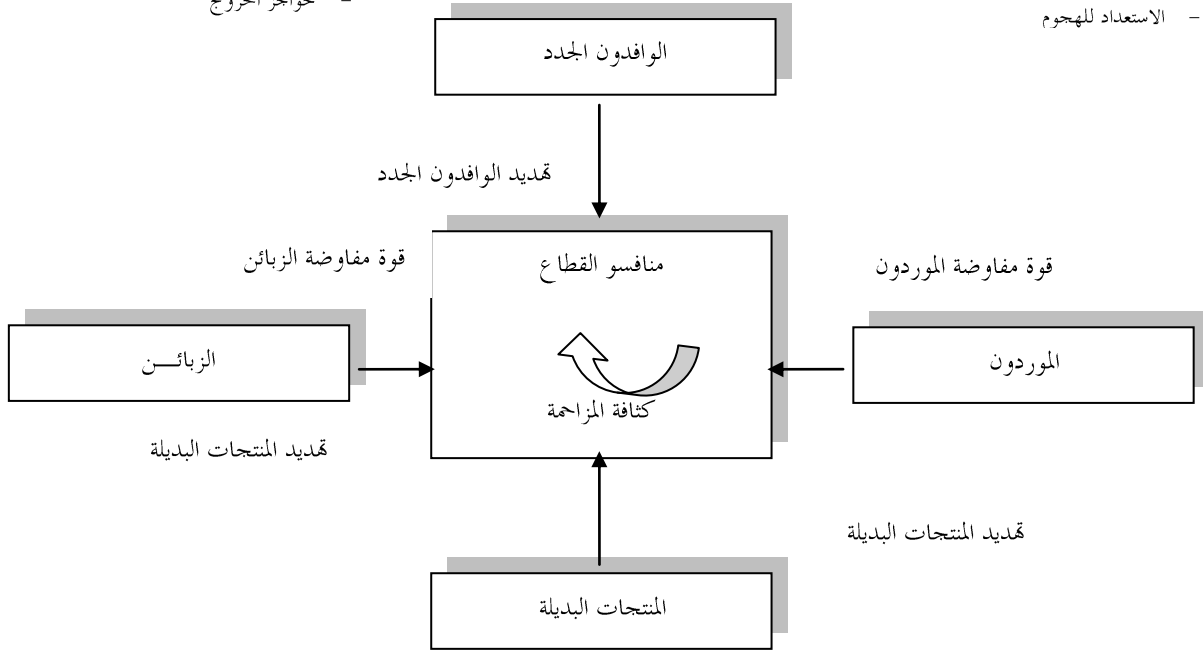 – الاستعداد للهجوم
– حواجز الخروج
الوافدون الجدد
تهديد الوافدون الجدد
منافسو القطاع
قوة مفاوضة الموردون
قوة مفاوضة الزبائن
الموردون
الزبائـــن
كثافة المزاحمة
تهديد المنتجات البديلة
تهديد المنتجات البديلة
المنتجات البديلة